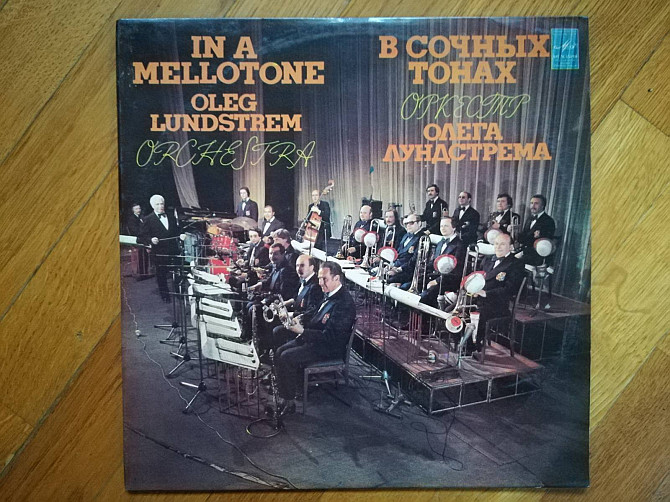 IN A
MELLOTONE
OLEG
LUNDSTREM
ORCHESTRA
В СОЧНЫХ
ТОНАХ
ОРКЕСТР
ОЛЕГА
ЛУНДСТРЕМА